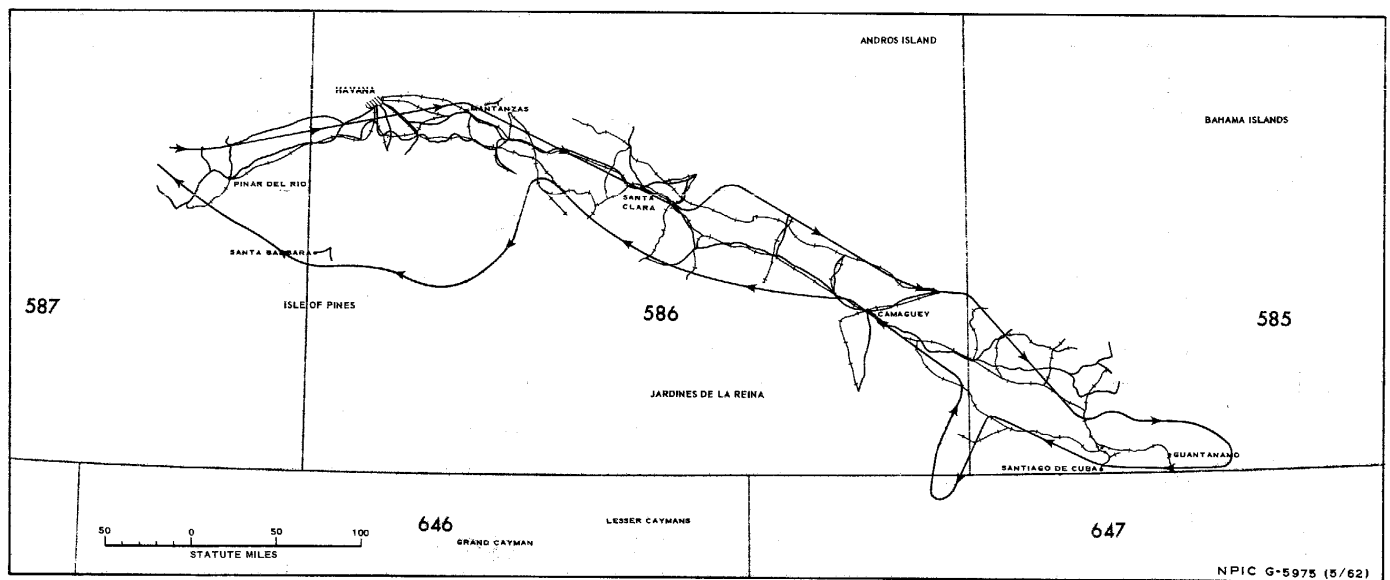 ANDROS ISLAND
HAVANA
MANTANZAS
BAHAMA ISLANDS
PINAR DEL RIO
SANTA
CLARA
SANTA BARBARA
587
ISLE OF PINES
586
CAMAGUEY
585
JARDINES DE LA REINA
GUANTANAMO
SANTIAGO DE CUBA
50 0 50 100
STATUTE MILES
646
LESSER CAYMANS
GRAND CAYMAN
647
NPIC G-5975 (5/62)